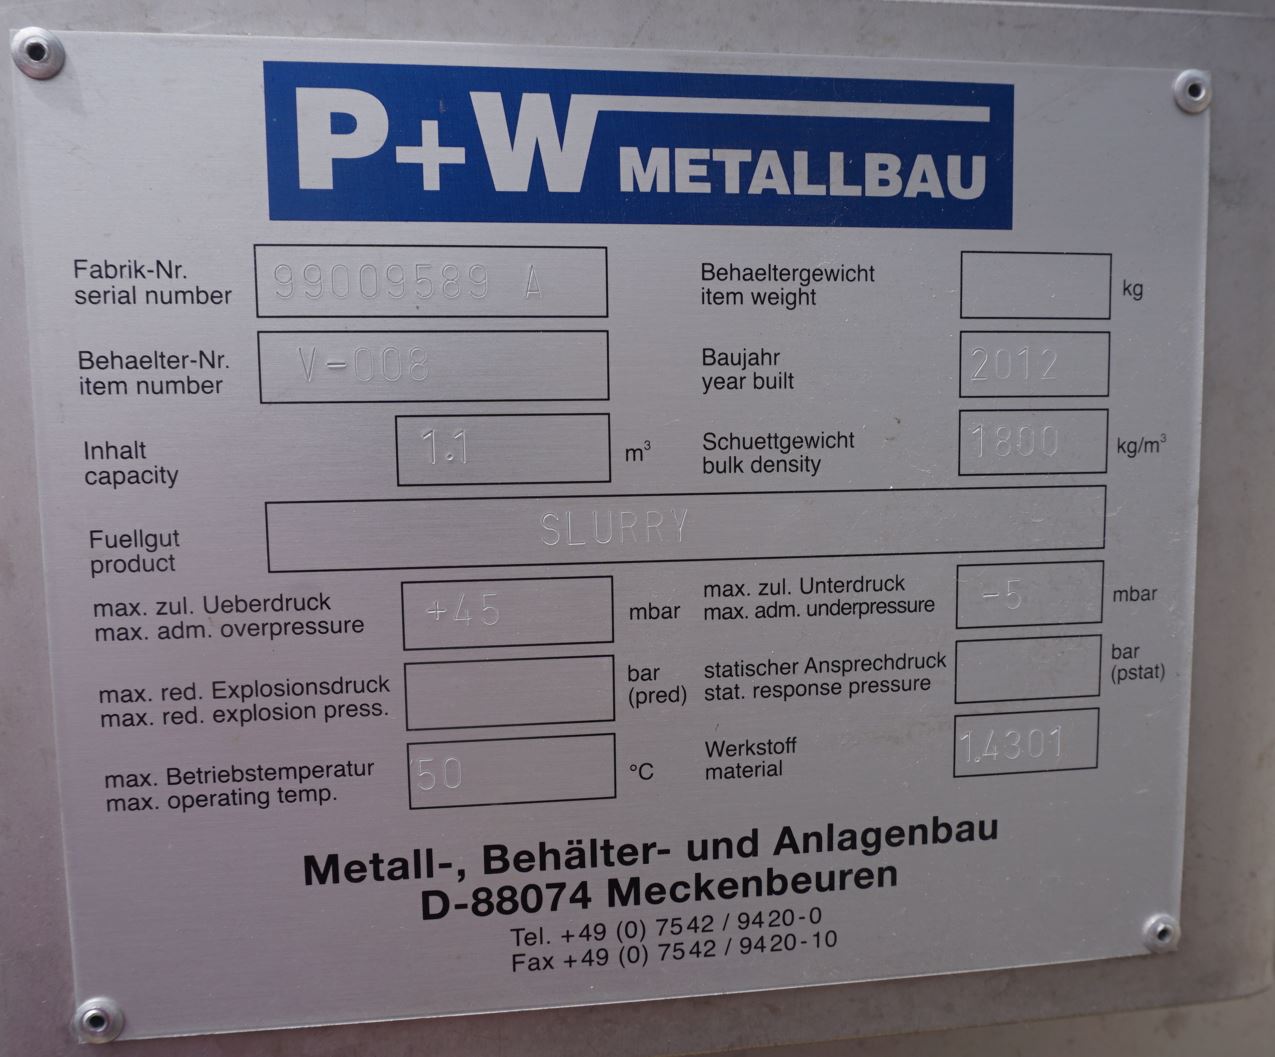 P+W METALLBAU
Fabrik-Nr.
serial number
99009589 A
Behaeltergewicht
item weight
kg
Behaelter-Nr.
item number
V-008
Baujahr
year built
2012
Inhalt
capacity
1.1
m³
Schuettgewicht
bulk density
1800
kg/m³
Fuellgut
product
SLURRY
max. zul. Ueberdruck
max. adm. overpressure
+45
mbar
max. zul. Unterdruck
max. adm. underpressure
-5
mbar
max. red. Explosionsdruck
max. red. explosion press.
bar
(pred)
statischer Ansprechdruck
stat. response pressure
bar
(pstat)
max. Betriebstemperatur
max. operating temp.
50
°C
Werkstoff
material
1.4301
Metall-, Behälter- und Anlagenbau
D-88074 Meckenbeuren
Tel. +49 (0) 7542 / 9420-0
Fax +49 (0) 7542 / 9420-10